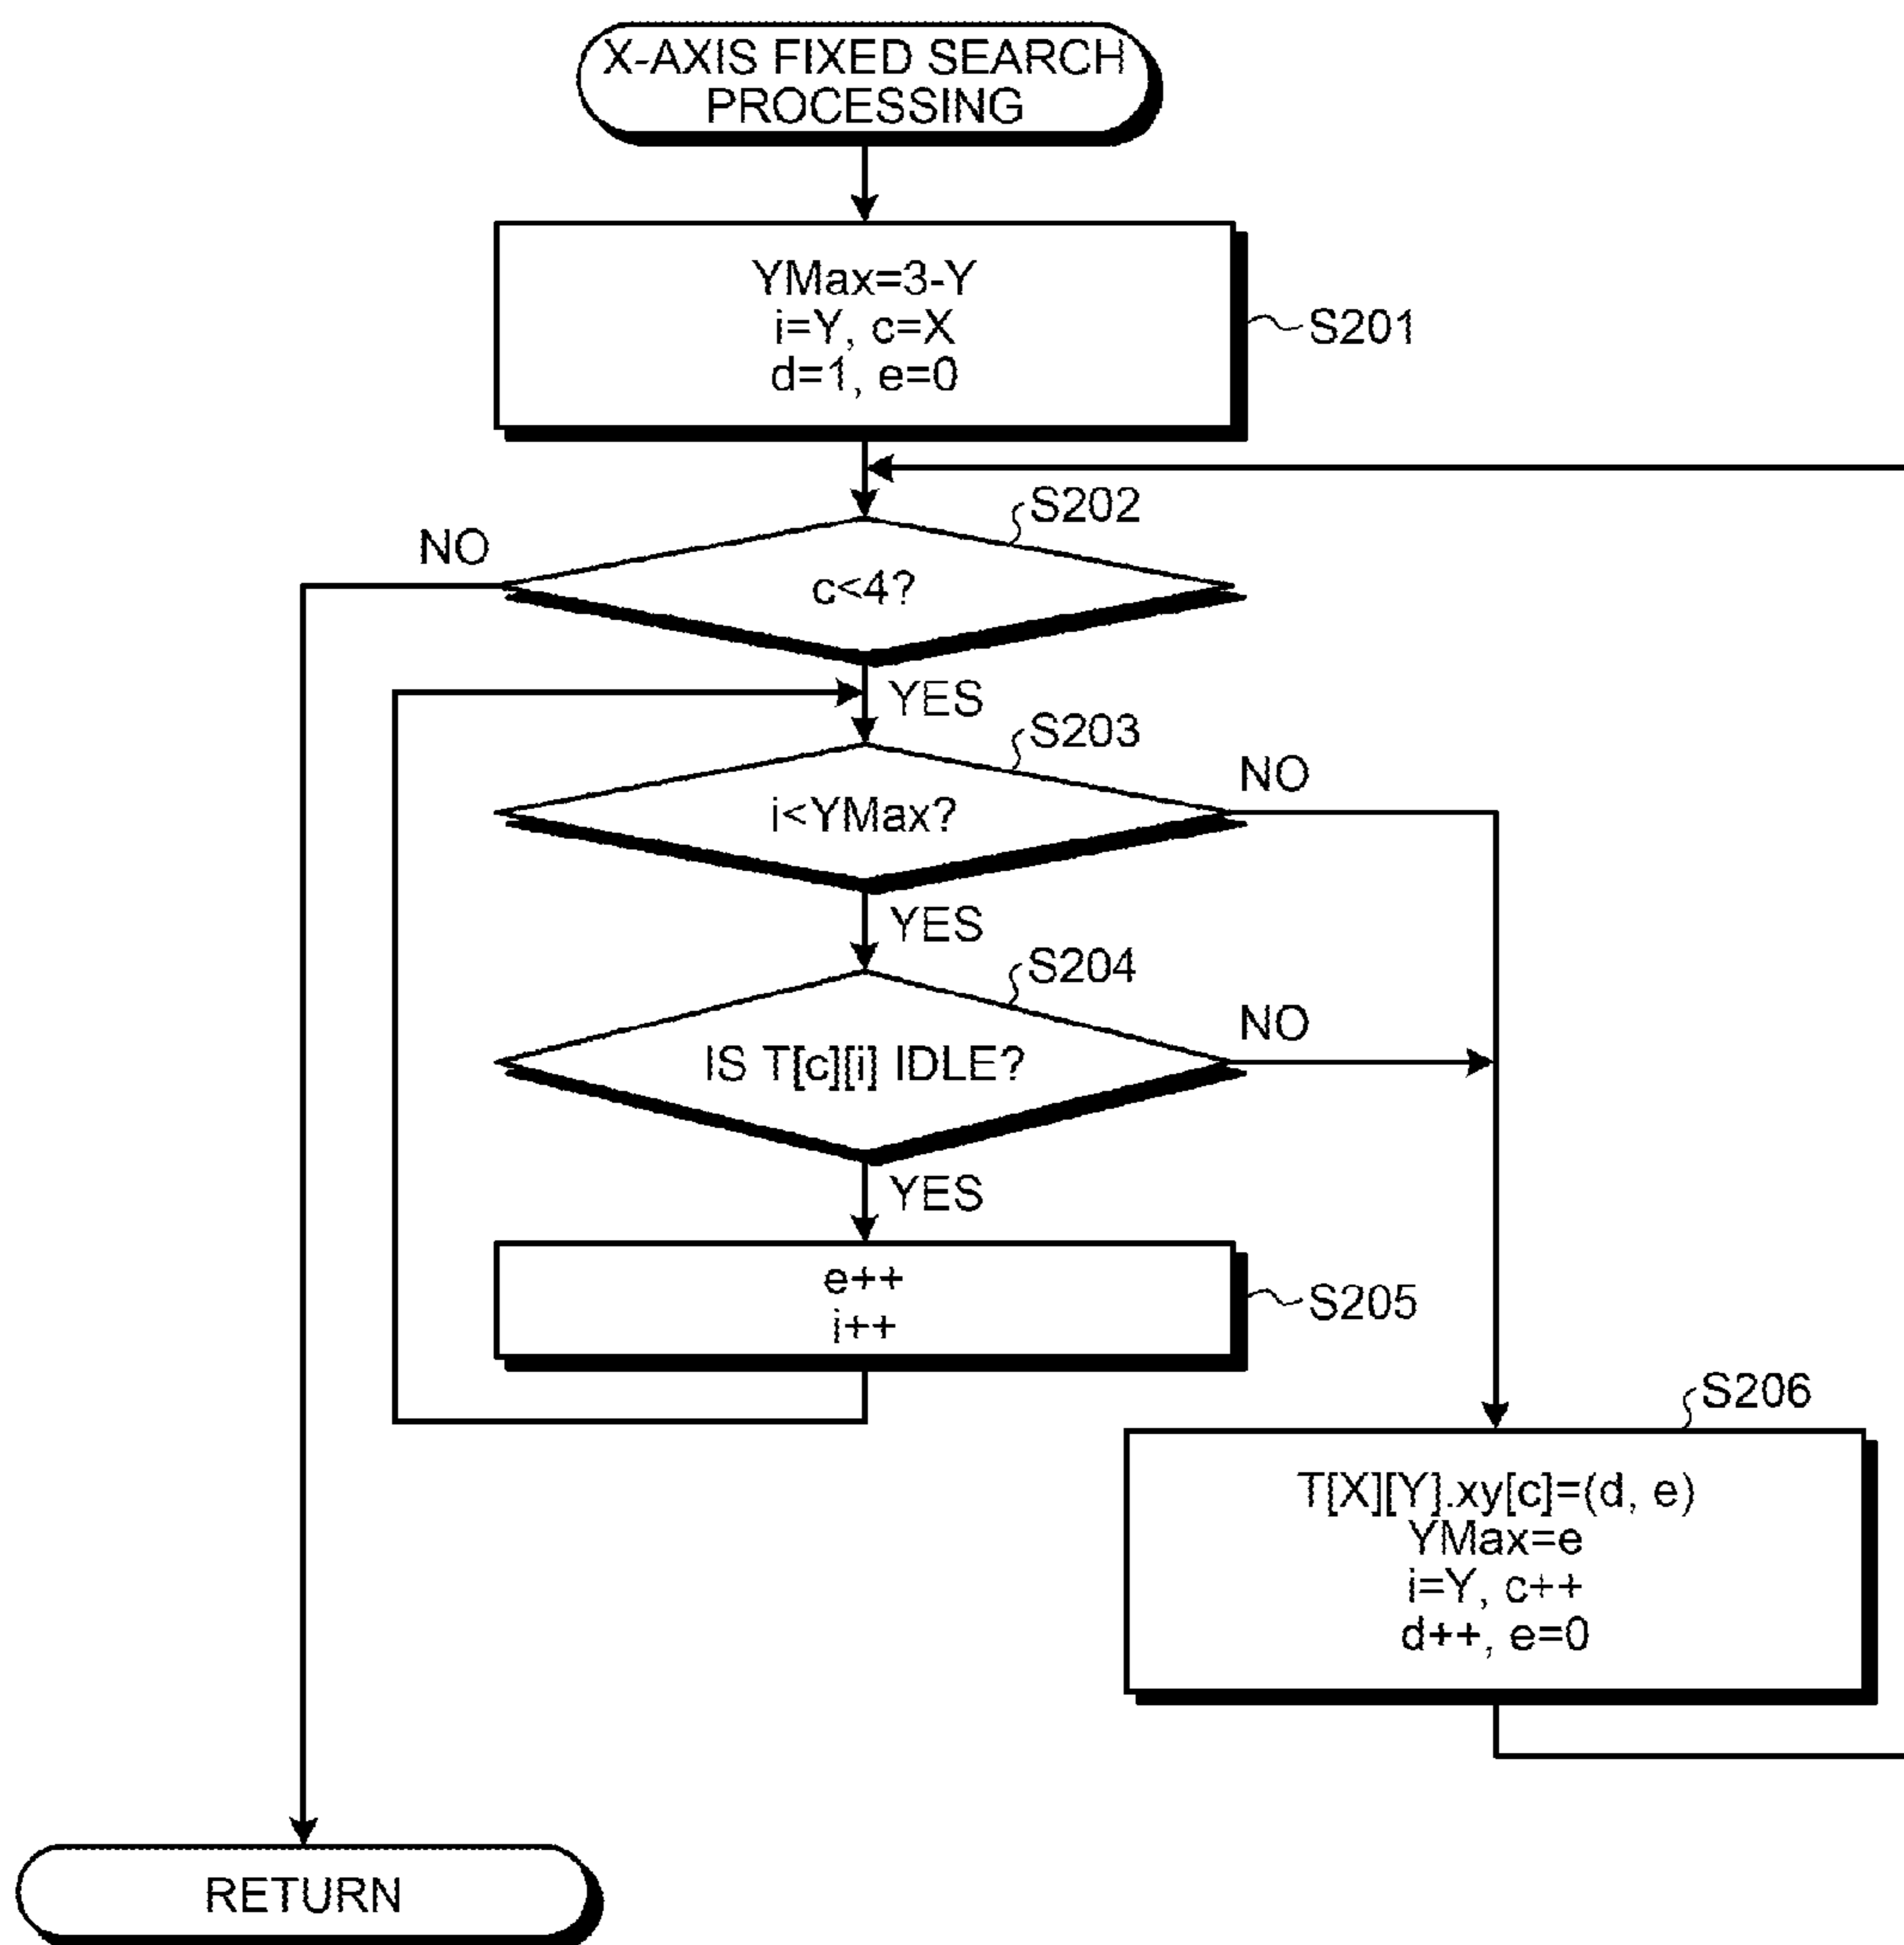 X-AXIS FIXED SEARCH
PROCESSING
YMax=3-Y
i=Y, c=X
d=1, e=0
S201
S202
NO
c<4?
YES
S203
NO
i<YMax?
YES
S204
NO
IS T[c][i] IDLE?
YES
e++
i++
S205
S206
T[X][Y].xy[c]=(d, e)
YMax=e
i=Y, c++
d++, e=0
RETURN